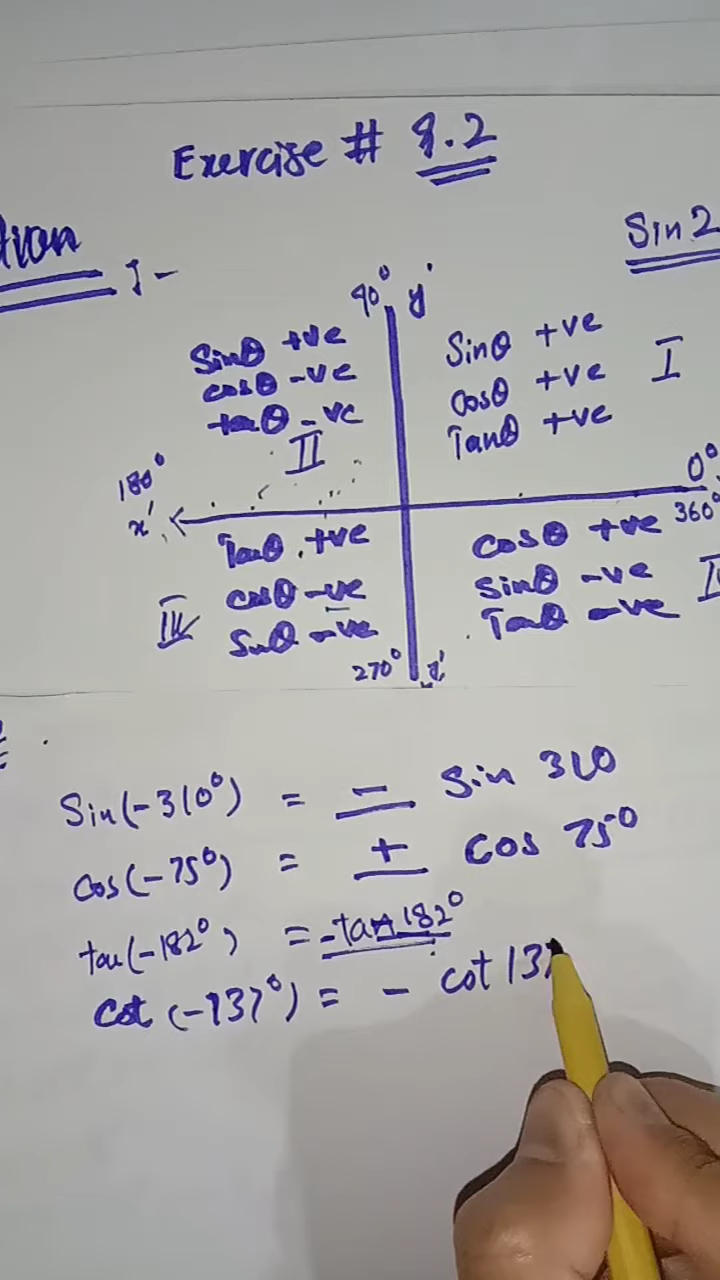 Exercise # 9.2
tion :-
Sin 2
90° y
Sinθ +ve
cosθ -ve
tanθ -ve
II
Sinθ +ve
Cosθ +ve
Tanθ +ve
I
180°
x'
0°
360°
Tanθ +ve
cosθ -ve
Sinθ -ve
III
cosθ +ve
Sinθ -ve
Tanθ -ve
270° y'
Sin(-310°) = - Sin 310
Cos(-75°) = + cos 75°
tan(-182°) = -tan 182°
cot (-137°) = - cot 137